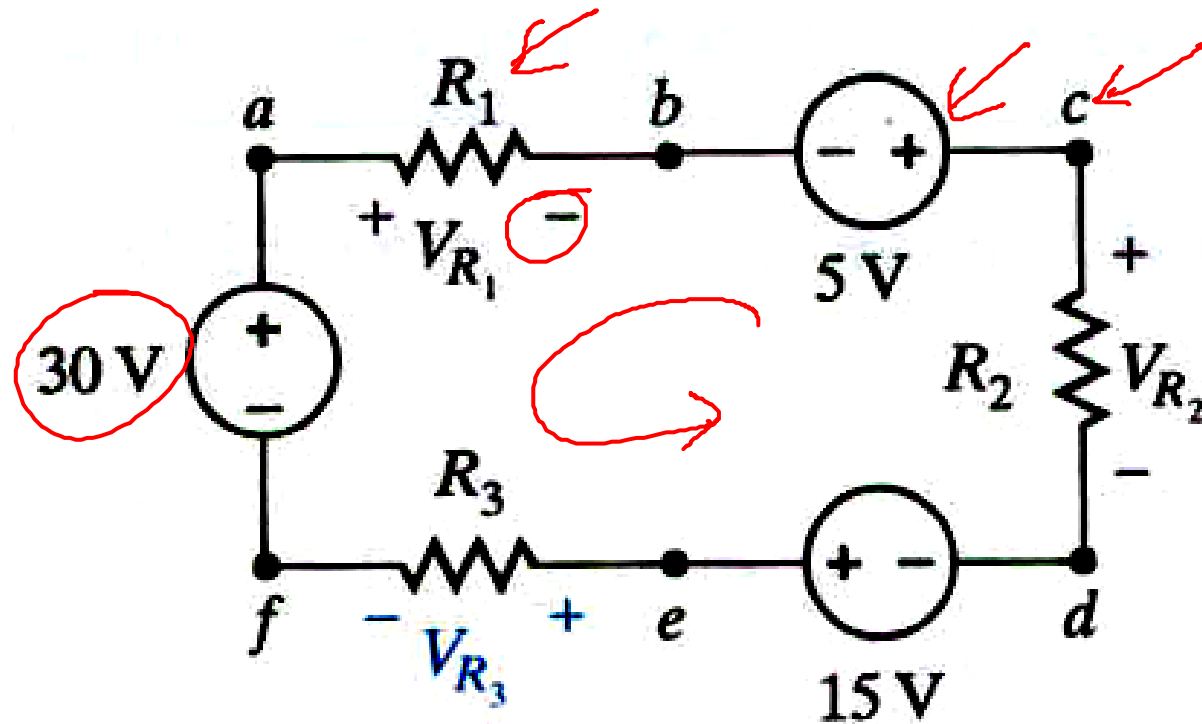 R1
a
b
c
− +
+ VR1 −
5 V
+
30 V
+
−
R2
VR2
−
R3
+ −
f
− VR3 +
e
d
15 V